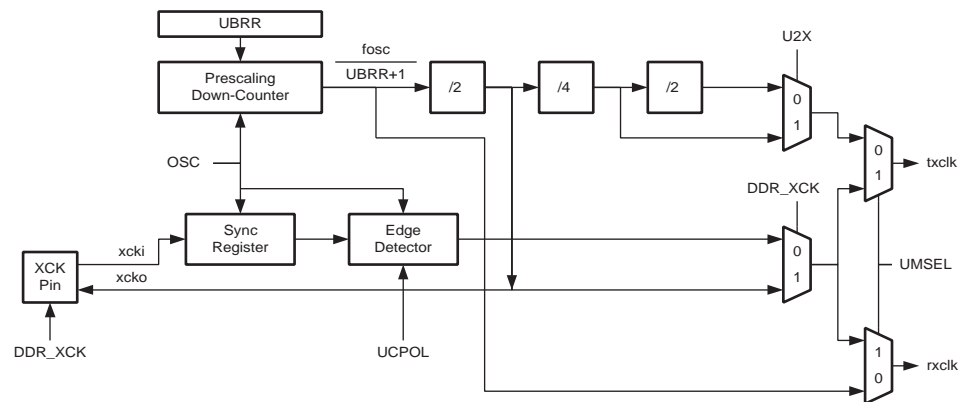 UBRR
fosc
U2X
Prescaling
Down-Counter
UBRR+1
/2
/4
/2
0
1
OSC
0
1
txclk
DDR_XCK
xcki
Sync
Register
Edge
Detector
0
1
UMSEL
XCK
Pin
xcko
DDR_XCK
UCPOL
1
0
rxclk